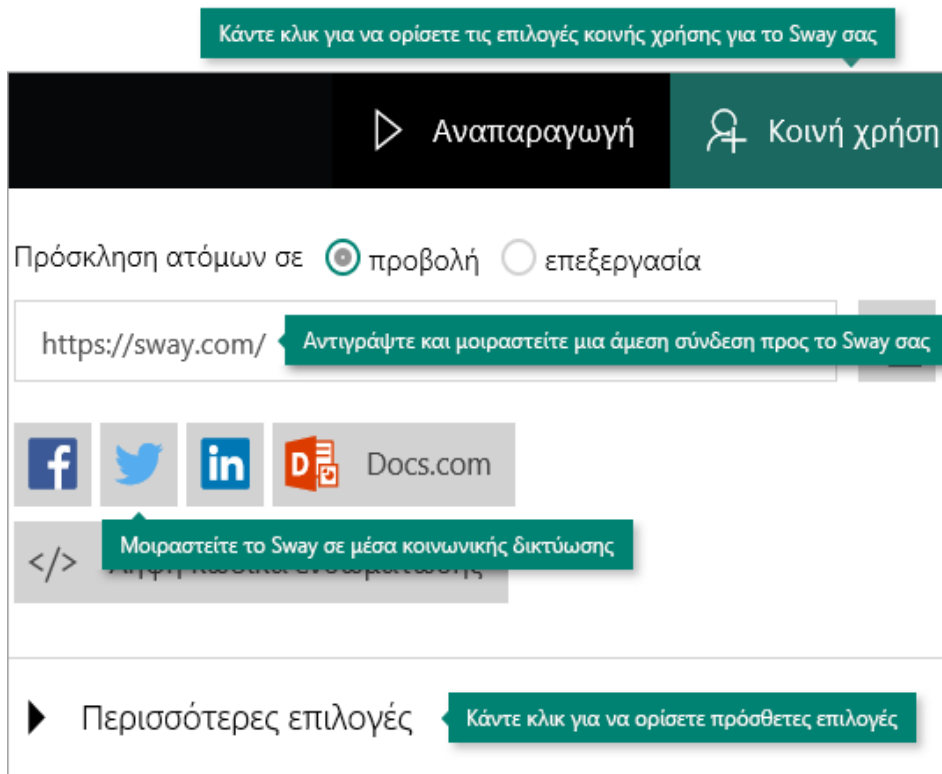 Κάντε κλικ για να ορίσετε τις επιλογές κοινής χρήσης για το Sway σας
Αναπαραγωγή Κοινή χρήση
Πρόσκληση ατόμων σε προβολή επεξεργασία
https://sway.com/ Αντιγράψτε και μοιραστείτε μια άμεση σύνδεση προς το Sway σας
f in D Docs.com
Μοιραστείτε το Sway σε μέσα κοινωνικής δικτύωσης
</>
Περισσότερες επιλογές Κάντε κλικ για να ορίσετε πρόσθετες επιλογές